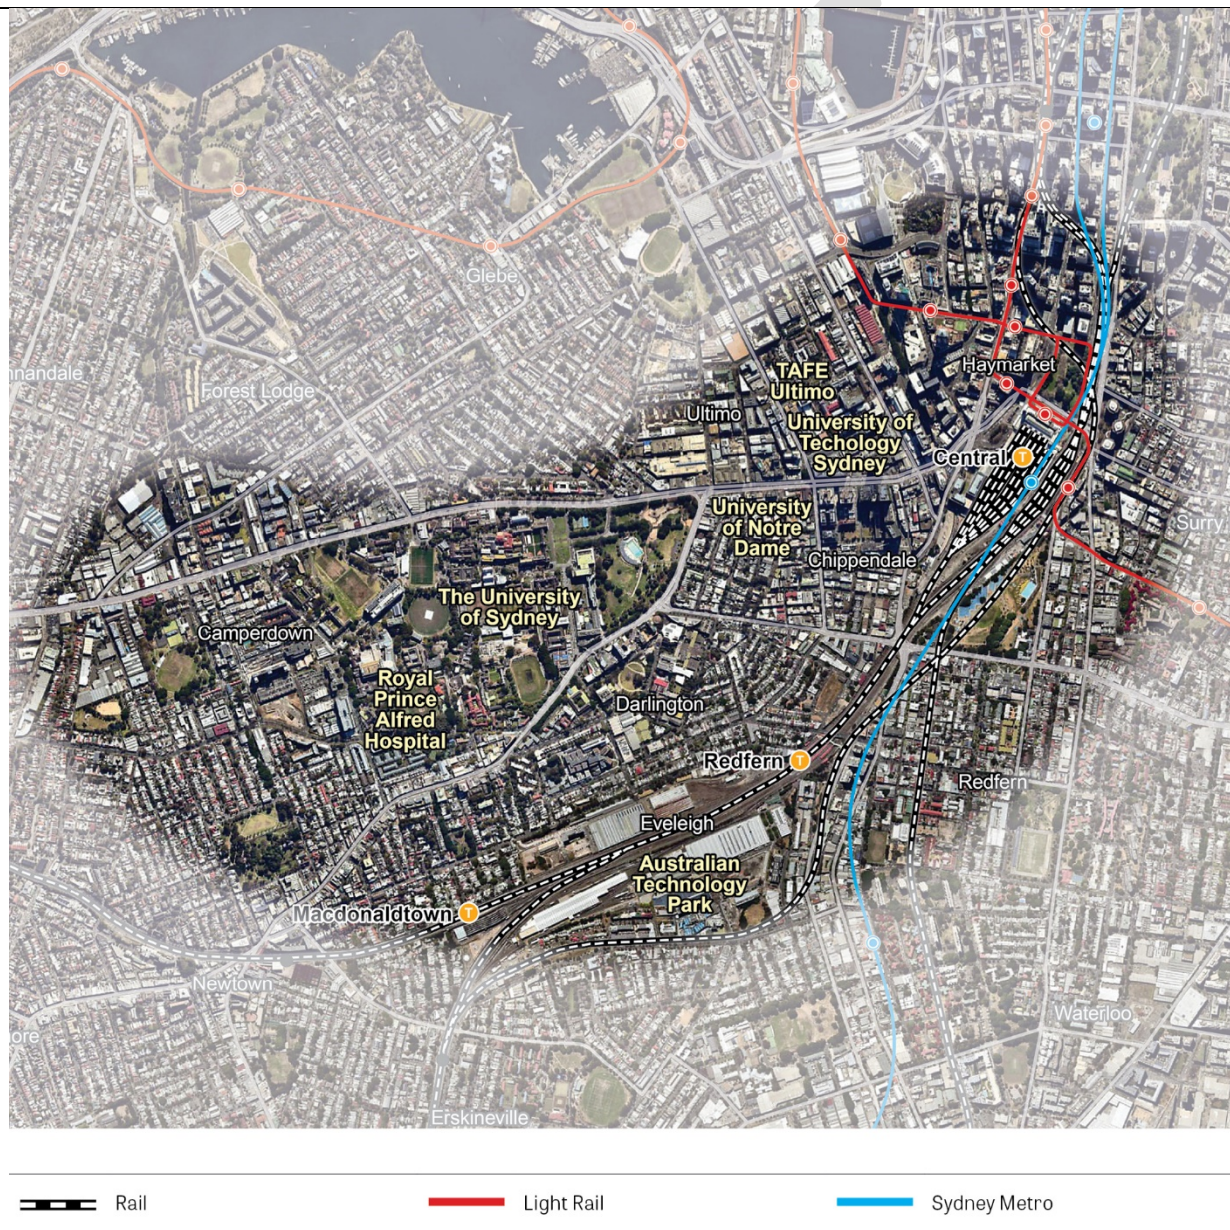 Glebe
nnandale
Forest Lodge
Haymarket
TAFE
Ultimo
Ultimo
University of
Techology
Sydney
Central
T
University
of Notre
Dame
Surry
Chippendale
The University
of Sydney
Camperdown
Royal
Prince
Alfred
Hospital
Darlington
Redfern
T
Redfern
Eveleigh
Australian
Technology
Park
Macdonaldtown
T
Newtown
Waterloo
ore
Erskineville
Rail
Light Rail
Sydney Metro